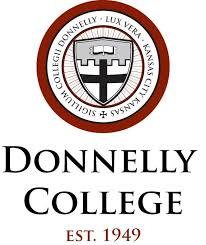 SIGILLUM COLLEGII DONNELLY · LUX VERA · KANSAS CITY KANSAS ·
DONNELLY
COLLEGE
EST. 1949